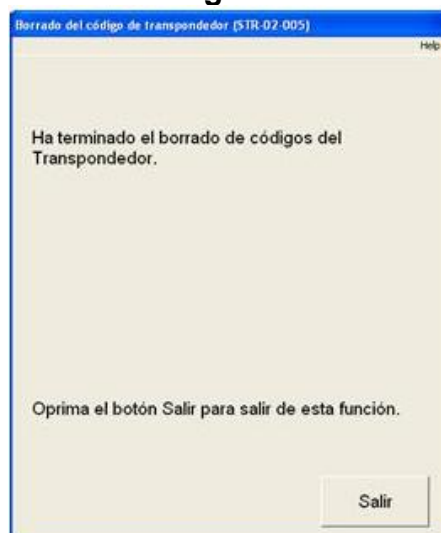 Borrado del código de transpondedor (STR-02-005)
Help
Ha terminado el borrado de códigos del
Transpondedor.
Oprima el botón Salir para salir de esta función.
Salir